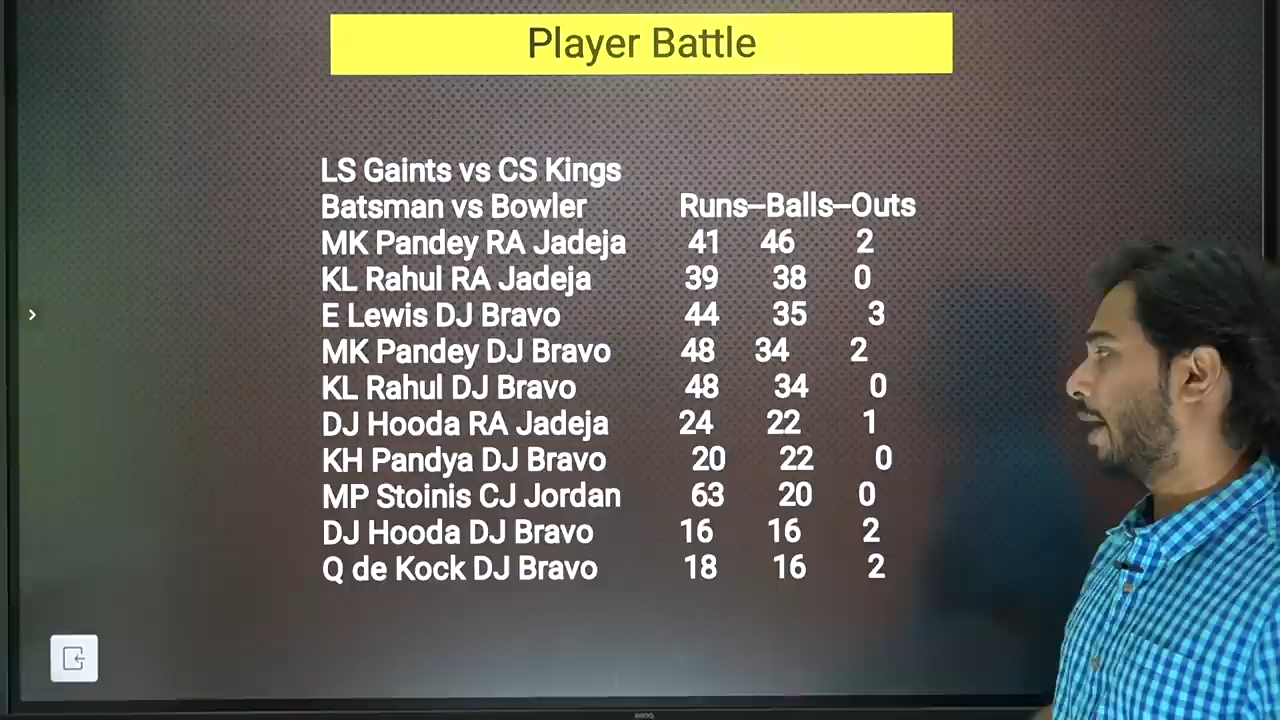 Player Battle
LS Gaints vs CS Kings
Batsman vs Bowler Runs–Balls–Outs
MK Pandey RA Jadeja 41 46 2
KL Rahul RA Jadeja 39 38 0
E Lewis DJ Bravo 44 35 3
MK Pandey DJ Bravo 48 34 2
KL Rahul DJ Bravo 48 34 0
DJ Hooda RA Jadeja 24 22 1
KH Pandya DJ Bravo 20 22 0
MP Stoinis CJ Jordan 63 20 0
DJ Hooda DJ Bravo 16 16 2
Q de Kock DJ Bravo 18 16 2
BenQ